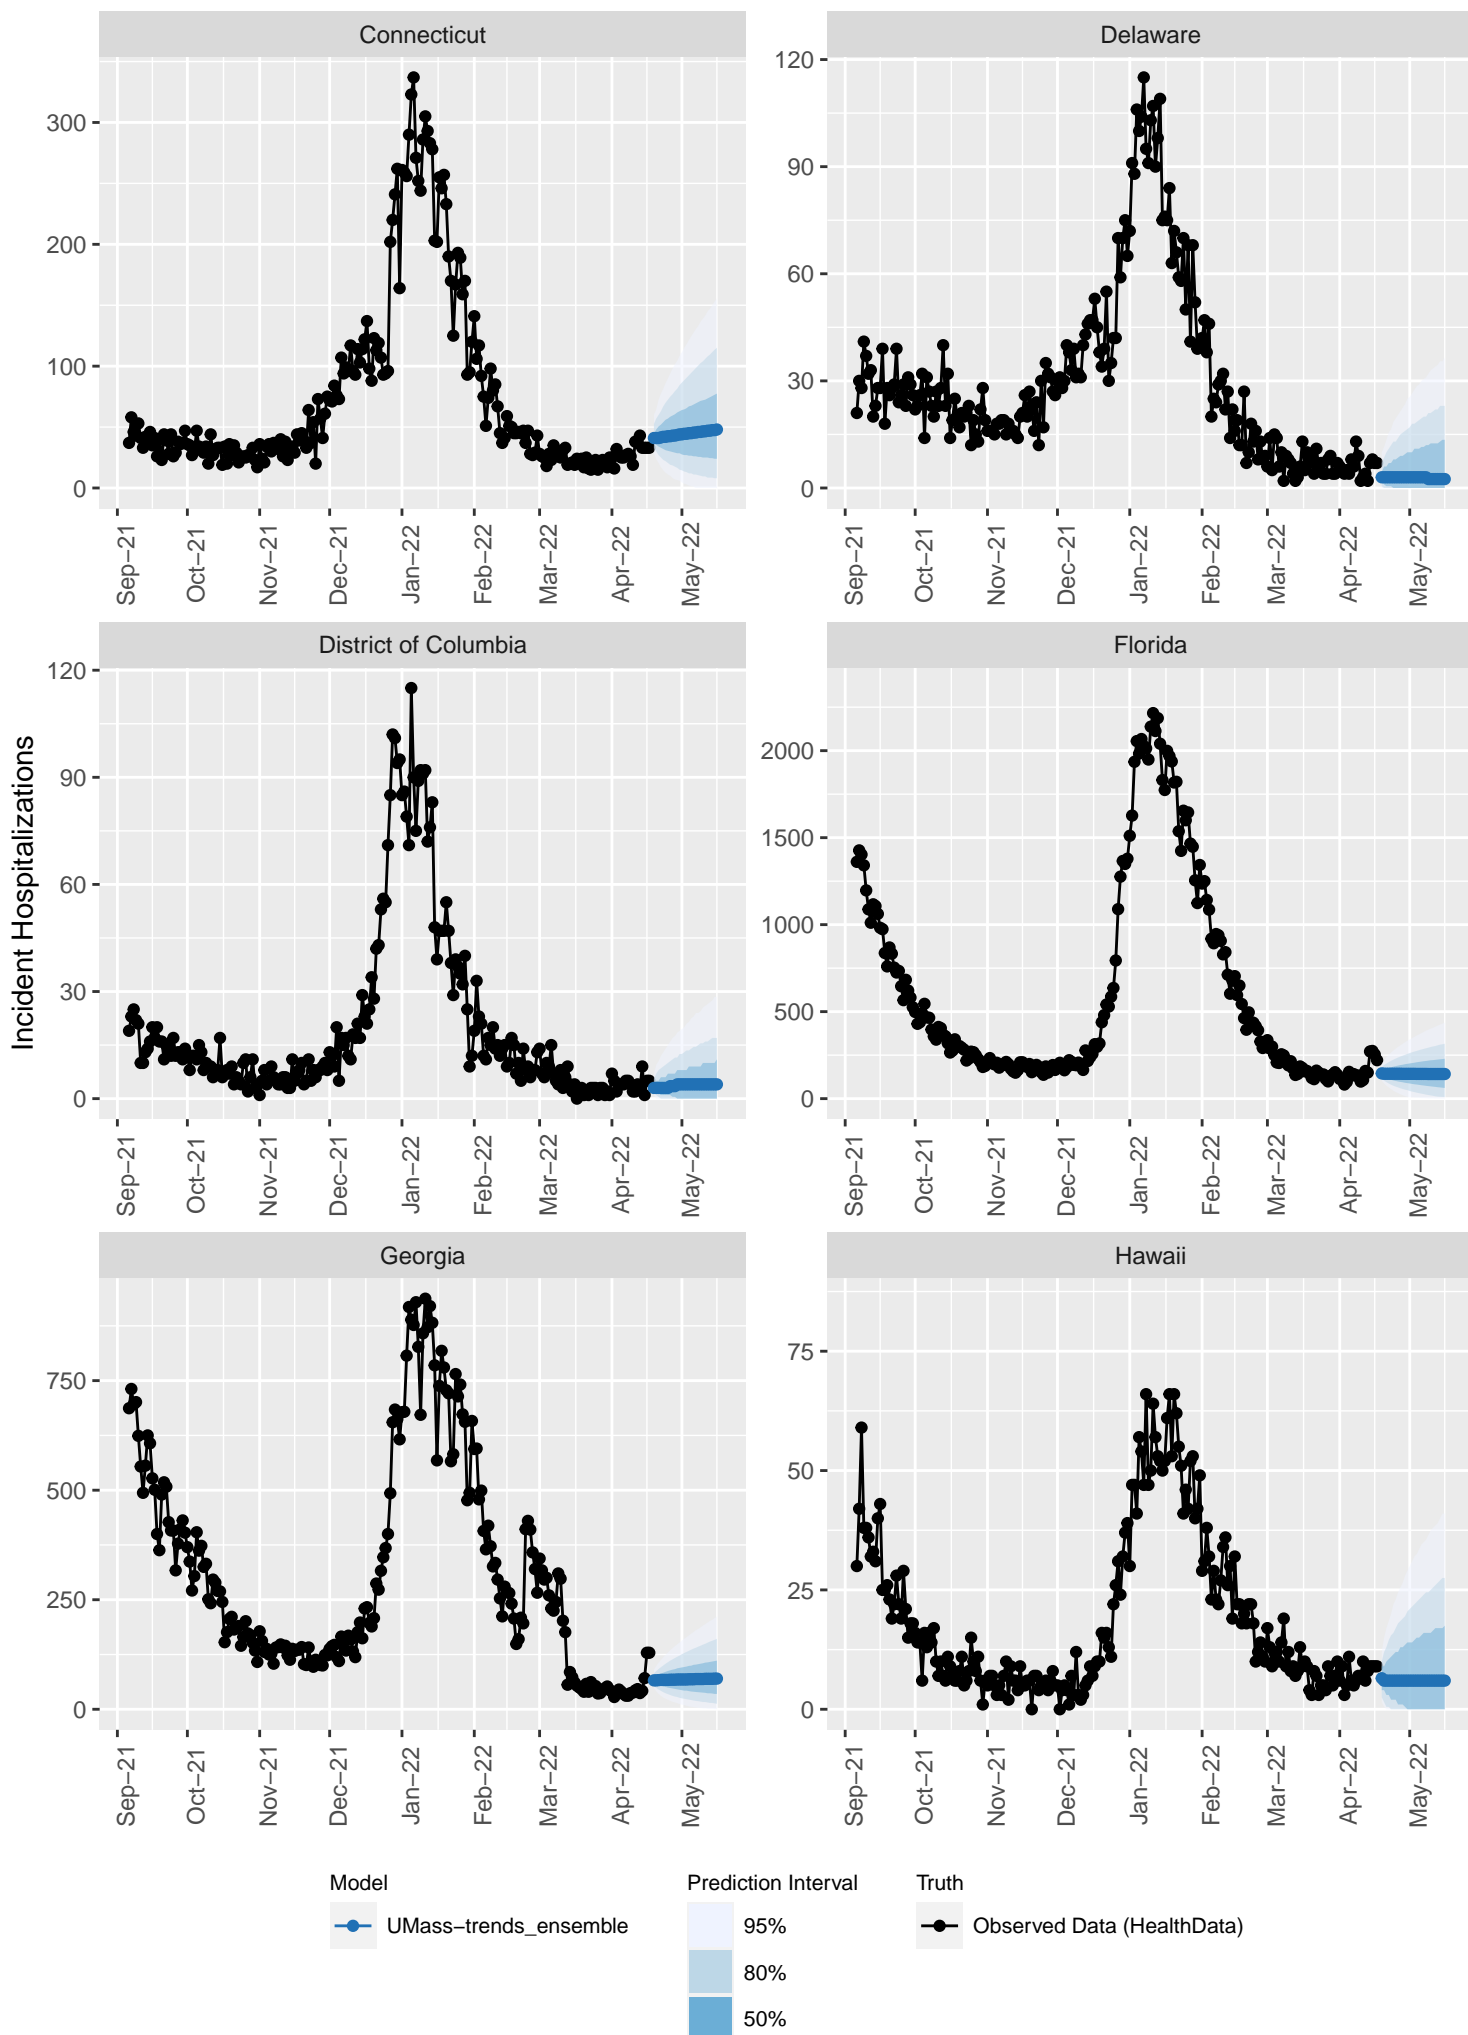 Connecticut
Delaware
300
200
100
0
120
90
60
30
0
Sep−21 Oct−21 Nov−21 Dec−21 Jan−22 Feb−22 Mar−22 Apr−22 May−22
Sep−21 Oct−21 Nov−21 Dec−21 Jan−22 Feb−22 Mar−22 Apr−22 May−22
District of Columbia
Florida
Incident Hospitalizations
120
90
60
30
0
2000
1500
1000
500
0
Sep−21 Oct−21 Nov−21 Dec−21 Jan−22 Feb−22 Mar−22 Apr−22 May−22
Sep−21 Oct−21 Nov−21 Dec−21 Jan−22 Feb−22 Mar−22 Apr−22 May−22
Georgia
Hawaii
750
500
250
0
75
50
25
0
Sep−21 Oct−21 Nov−21 Dec−21 Jan−22 Feb−22 Mar−22 Apr−22 May−22
Sep−21 Oct−21 Nov−21 Dec−21 Jan−22 Feb−22 Mar−22 Apr−22 May−22
Model
UMass−trends_ensemble
Prediction Interval
95%
80%
50%
Truth
Observed Data (HealthData)